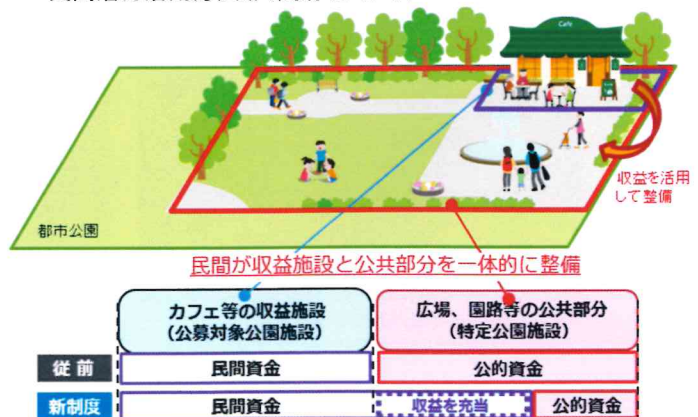 Cafe
収益を活用
して整備
都市公園
民間が収益施設と公共部分を一体的に整備
カフェ等の収益施設
(公募対象公園施設)
広場、園路等の公共部分
(特定公園施設)
従前
民間資金
公的資金
新制度
民間資金
収益を充当
公的資金